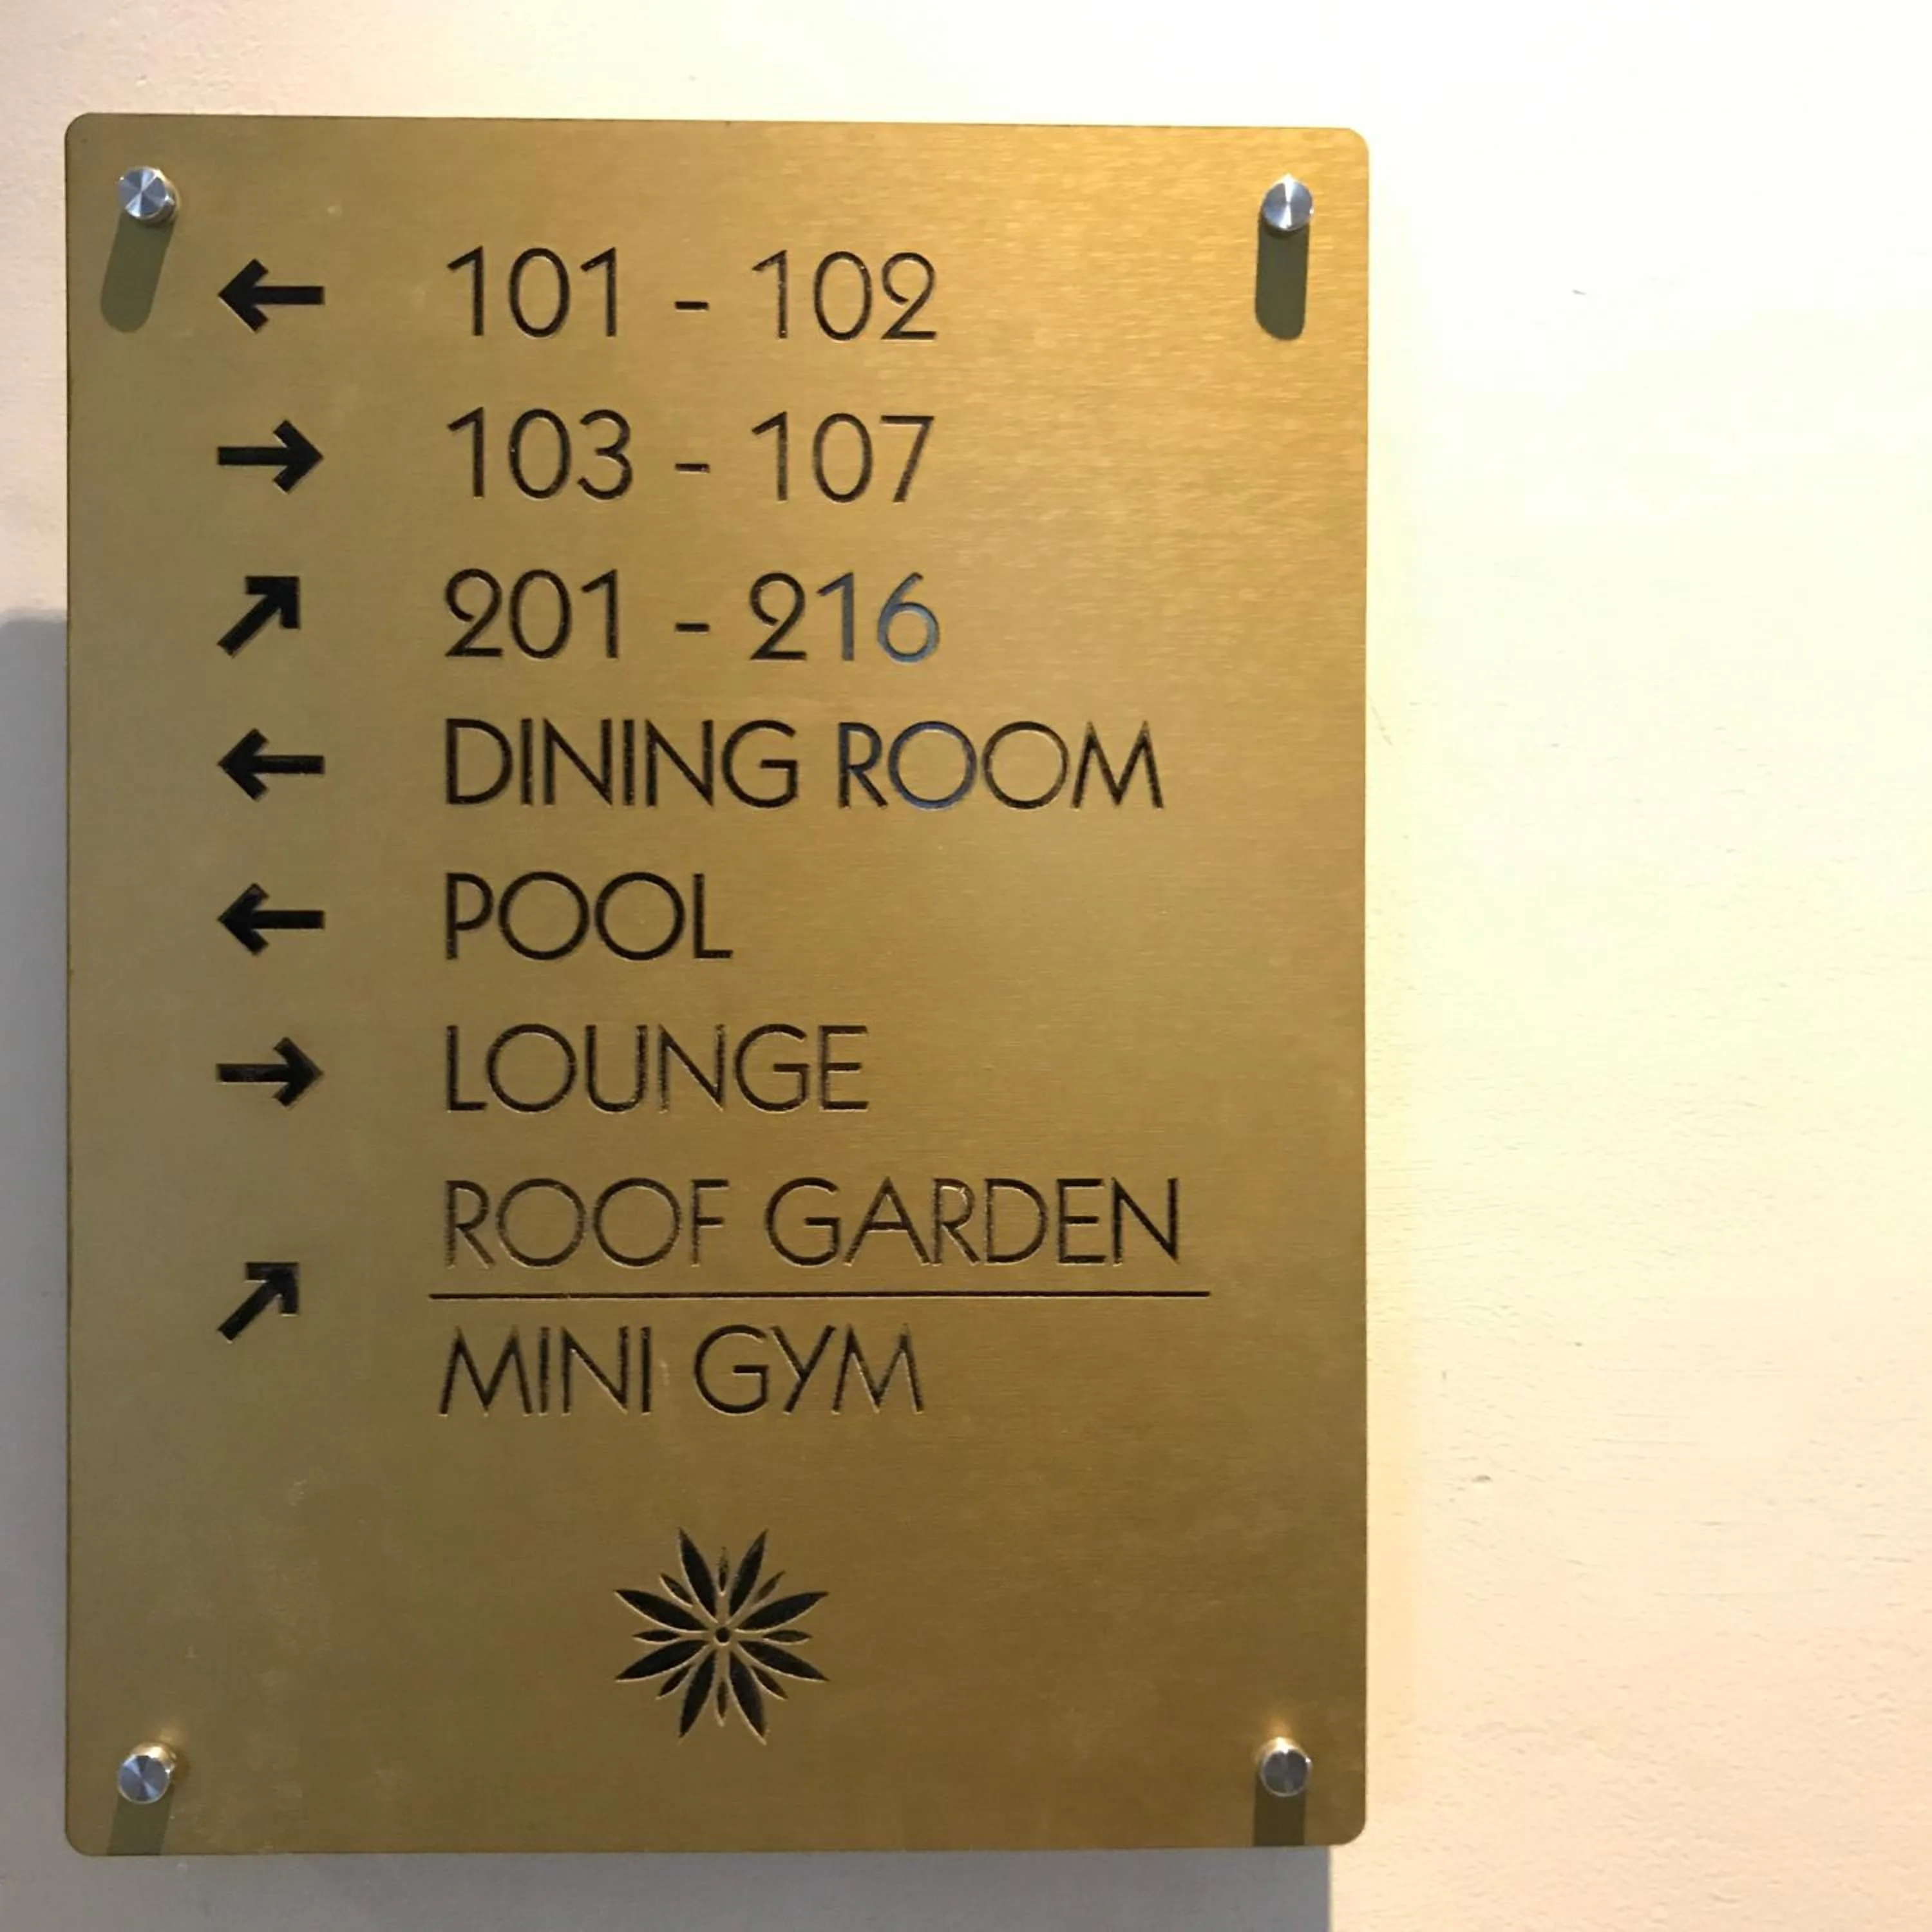 ← 101 - 102
→ 103 - 107
↗ 201 - 216
← DINING ROOM
← POOL
→ LOUNGE
↗ ROOF GARDEN
MINI GYM